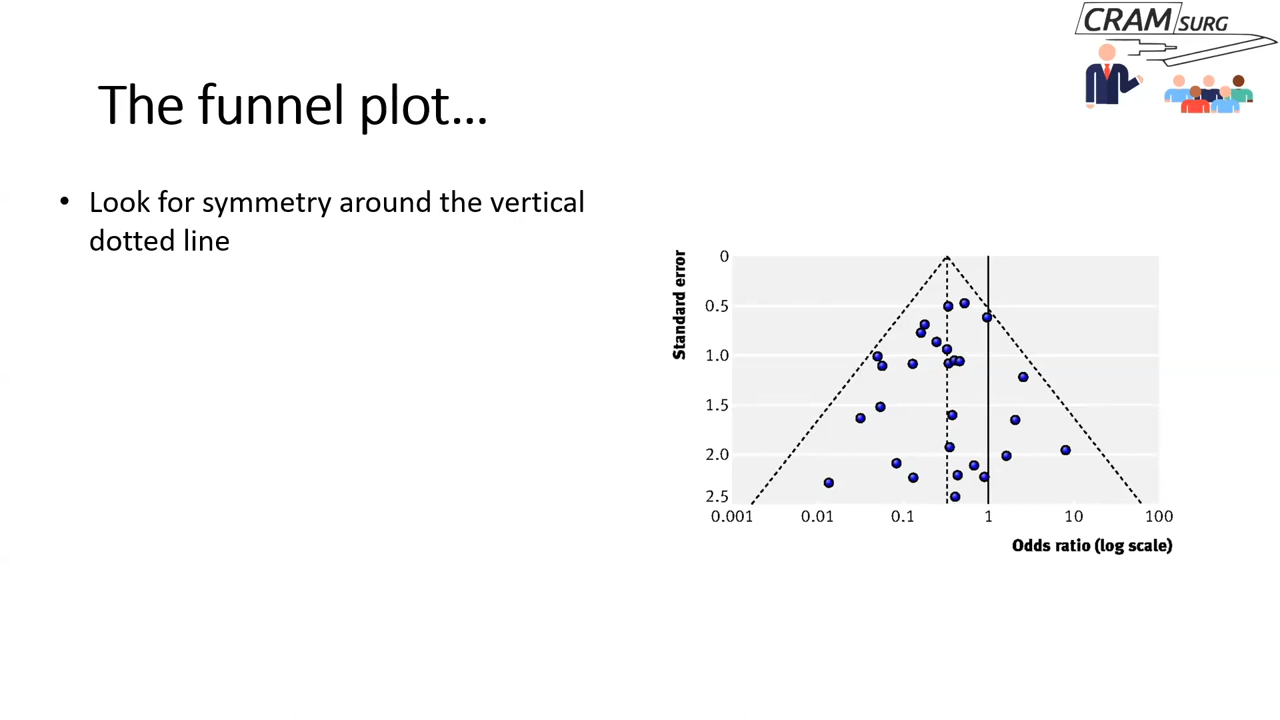 CRAM SURG
The funnel plot...
• Look for symmetry around the vertical
dotted line
Standard error
0
0.5
1.0
1.5
2.0
2.5
0.001 0.01 0.1 1 10 100
Odds ratio (log scale)